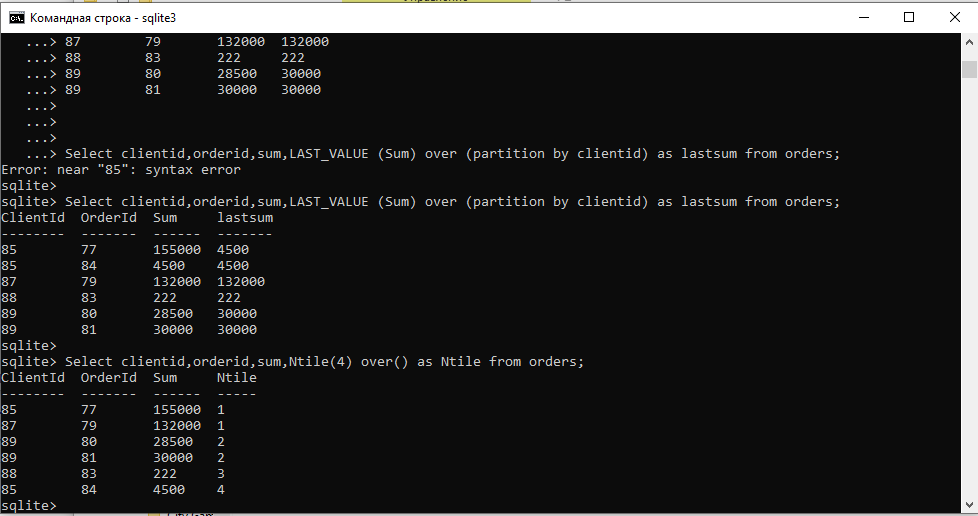 Командная строка - sqlite3
...> 87 79 132000 132000
...> 88 83 222 222
...> 89 80 28500 30000
...> 89 81 30000 30000
...>
...>
...>
...> Select clientid,orderid,sum,LAST_VALUE (Sum) over (partition by clientid) as lastsum from orders;
Error: near "85": syntax error
sqlite>
sqlite> Select clientid,orderid,sum,LAST_VALUE (Sum) over (partition by clientid) as lastsum from orders;
ClientId OrderId Sum lastsum
-------- ------- ------ -------
85 77 155000 4500
85 84 4500 4500
87 79 132000 132000
88 83 222 222
89 80 28500 30000
89 81 30000 30000
sqlite>
sqlite> Select clientid,orderid,sum,Ntile(4) over() as Ntile from orders;
ClientId OrderId Sum Ntile
-------- ------- ------ -----
85 77 155000 1
87 79 132000 1
89 80 28500 2
89 81 30000 2
88 83 222 3
85 84 4500 4
sqlite>